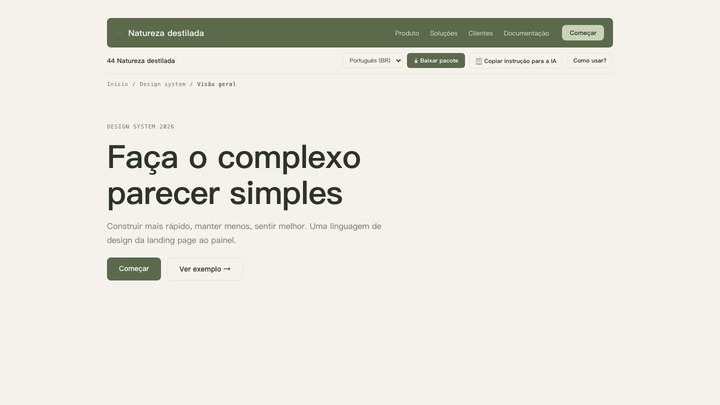 Natureza destilada
Produto Soluções Clientes Documentação Começar
44 Natureza destilada
Português (BR) Baixar pacote Copiar instrução para a IA Como usar?
Início / Design system / Visão geral
DESIGN SYSTEM 2026
Faça o complexo
parecer simples
Construir mais rápido, manter menos, sentir melhor. Uma linguagem de
design da landing page ao painel.
Começar Ver exemplo →